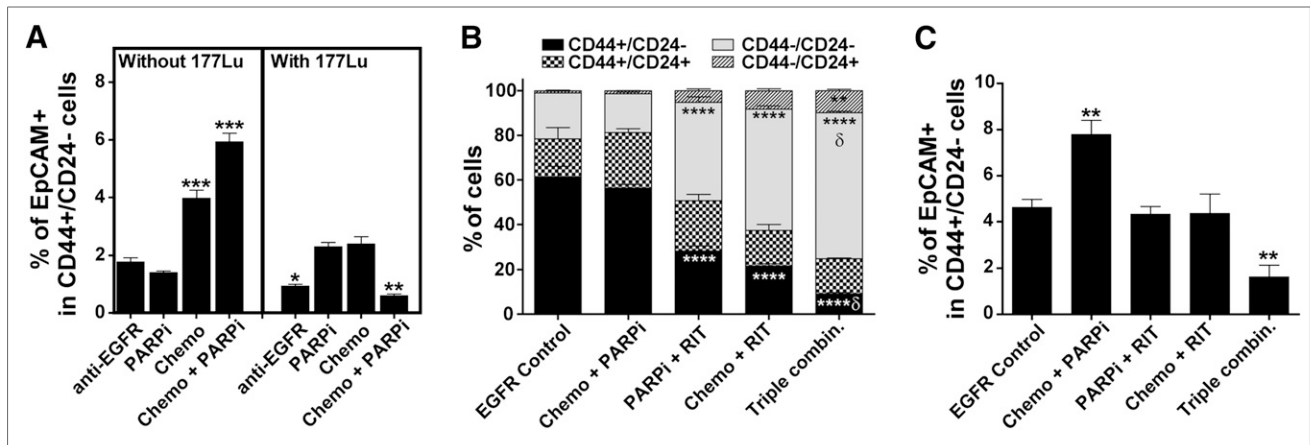 A
% of EpCAM+
in CD44+/CD24- cells
8
6
4
2
0
Without 177Lu
With 177Lu
***
***
*
**
anti-EGFR
PARPi
Chemo
Chemo + PARPi
anti-EGFR
PARPi
Chemo
Chemo + PARPi
B
CD44+/CD24-
CD44-/CD24-
CD44+/CD24+
CD44-/CD24+
% of cells
100
80
60
40
20
0
****
****
**
****
δ
****
****
****δ
EGFR Control
Chemo + PARPi
PARPi + RIT
Chemo + RIT
Triple combin.
C
% of EpCAM+
in CD44+/CD24- cells
10
8
6
4
2
0
**
**
EGFR Control
Chemo + PARPi
PARPi + RIT
Chemo + RIT
Triple combin.